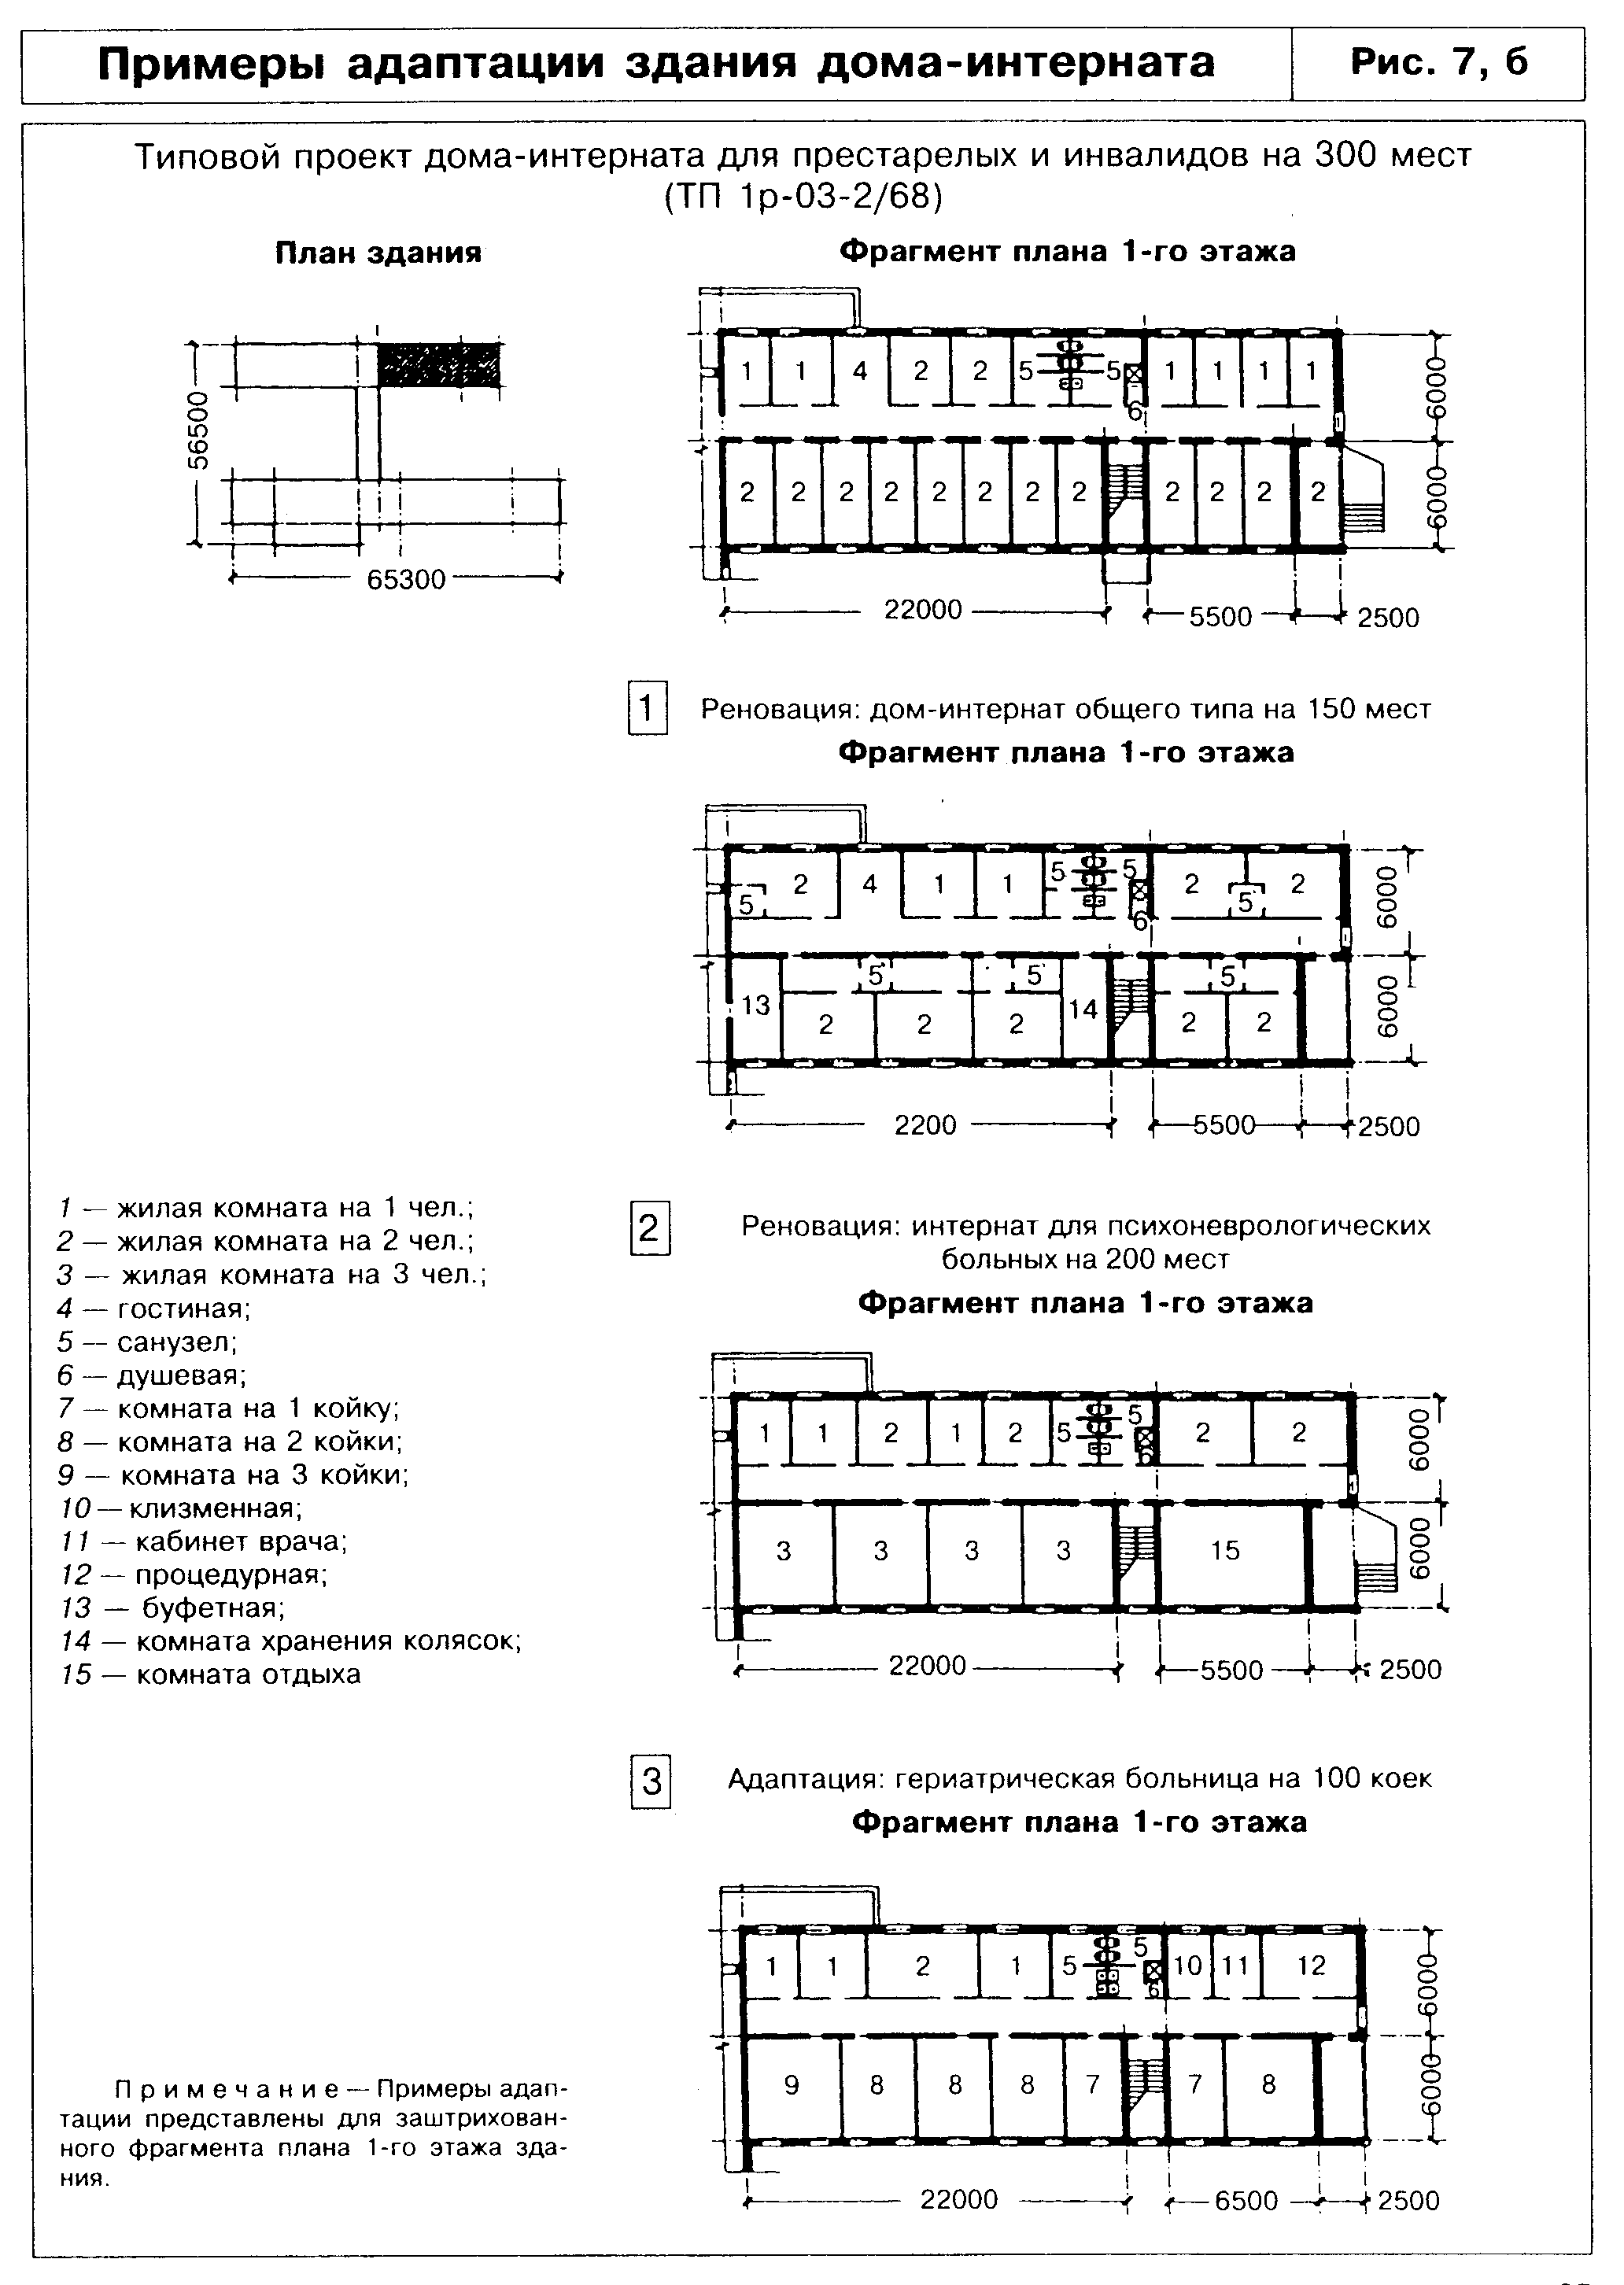 Примеры адаптации здания дома-интерната
Рис. 7, б
Типовой проект дома-интерната для престарелых и инвалидов на 300 мест
(ТП 1р-03-2/68)
План здания
56500
65300
Фрагмент плана 1-го этажа
1 1 4 2 2 5 5 6 1 1 1 1
2 2 2 2 2 2 2 2 2 2 2 2
6000
6000
22000 5500 2500
1
Реновация: дом-интернат общего типа на 150 мест
Фрагмент плана 1-го этажа
5 2 4 1 1 5 5 6 2 5 2
13 5 5 14 5
2 2 2 2 2
6000
6000
2200 5500 2500
1 — жилая комната на 1 чел.;
2 — жилая комната на 2 чел.;
3 — жилая комната на 3 чел.;
4 — гостиная;
5 — санузел;
6 — душевая;
7 — комната на 1 койку;
8 — комната на 2 койки;
9 — комната на 3 койки;
10 — клизменная;
11 — кабинет врача;
12 — процедурная;
13 — буфетная;
14 — комната хранения колясок;
15 — комната отдыха
2
Реновация: интернат для психоневрологических
больных на 200 мест
Фрагмент плана 1-го этажа
1 1 2 1 2 5 5 6 2 2
3 3 3 3 15
6000
6000
22000 5500 2500
3
Адаптация: гериатрическая больница на 100 коек
Фрагмент плана 1-го этажа
1 1 2 1 5 5 6 10 11 12
9 8 8 8 7 7 8
6000
6000
22000 6500 2500
Примечание — Примеры адап-
тации представлены для заштрихован-
ного фрагмента плана 1-го этажа зда-
ния.